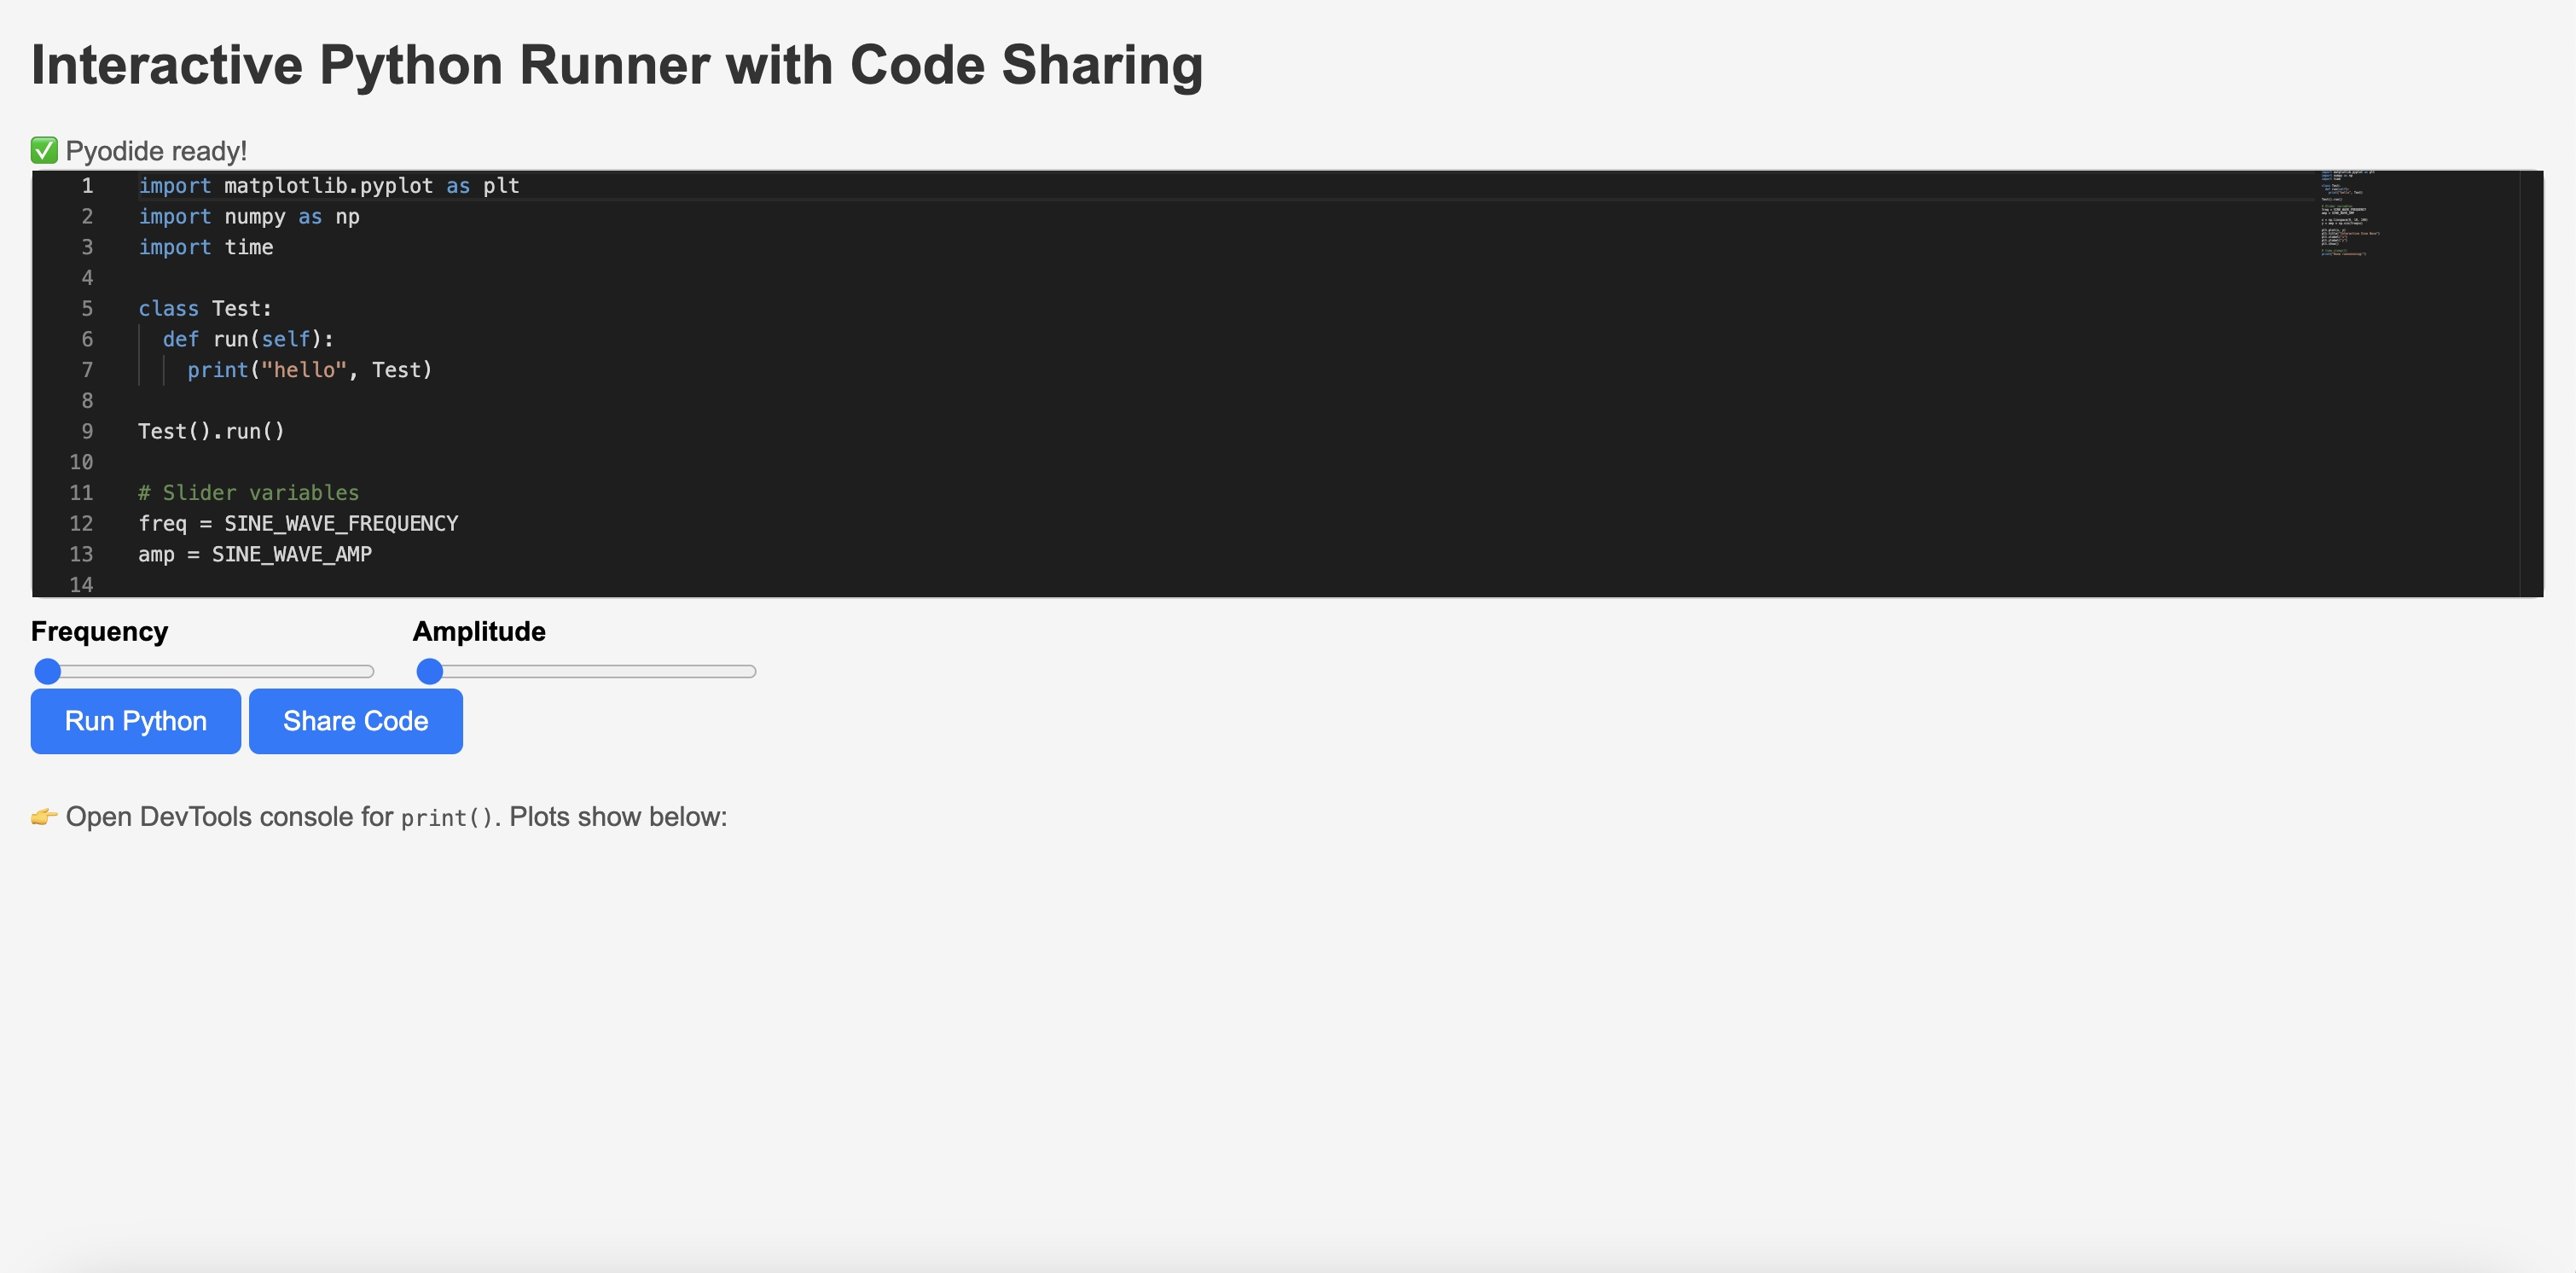 Interactive Python Runner with Code Sharing
✅ Pyodide ready!
1 import matplotlib.pyplot as plt
2 import numpy as np
3 import time
4
5 class Test:
6 def run(self):
7 print("hello", Test)
8
9 Test().run()
10
11 # Slider variables
12 freq = SINE_WAVE_FREQUENCY
13 amp = SINE_WAVE_AMP
14
Frequency Amplitude
Run Python Share Code
👉 Open DevTools console for print(). Plots show below: